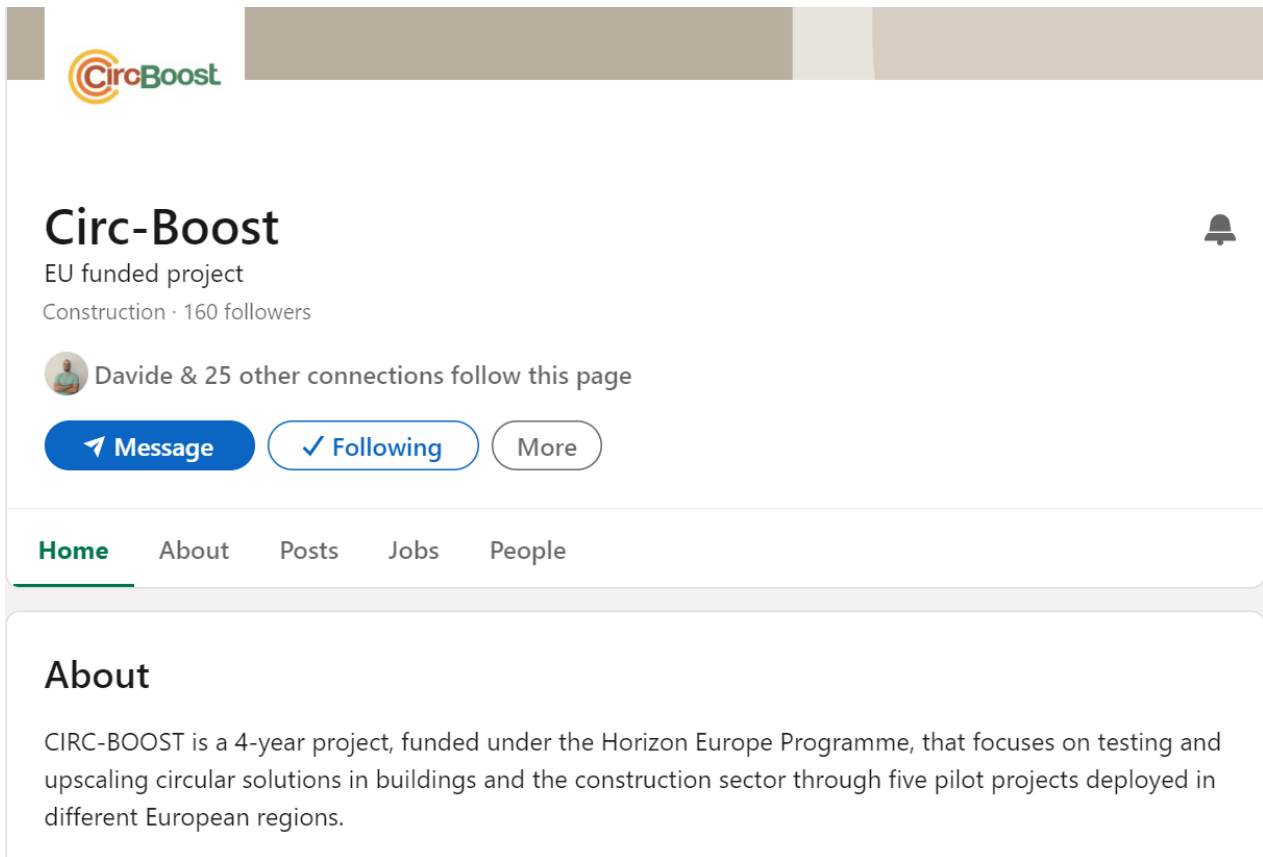 CircBoost
Circ-Boost
EU funded project
Construction · 160 followers
Davide & 25 other connections follow this page
Message
Following
More
Home
About
Posts
Jobs
People
About
CIRC-BOOST is a 4-year project, funded under the Horizon Europe Programme, that focuses on testing and
upscaling circular solutions in buildings and the construction sector through five pilot projects deployed in
different European regions.